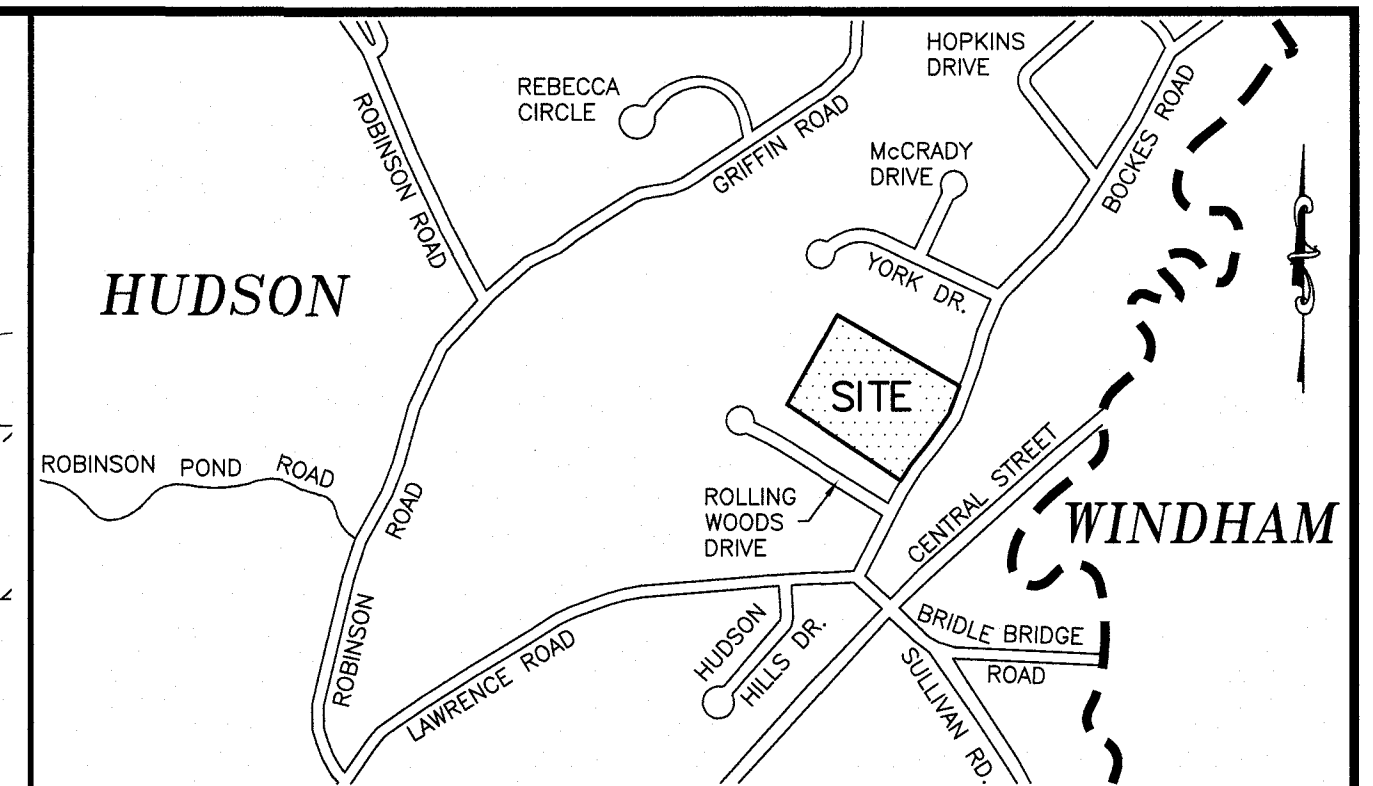 HOPKINS
DRIVE
REBECCA
CIRCLE
ROBINSON ROAD
GRIFFIN ROAD
BOCKES ROAD
McCRADY
DRIVE
YORK DR.
HUDSON
SITE
ROBINSON POND ROAD
ROAD
ROLLING
WOODS
DRIVE
CENTRAL STREET
WINDHAM
ROBINSON
LAWRENCE ROAD
HUDSON
HILLS DR.
BRIDLE BRIDGE
ROAD
SULLIVAN RD.